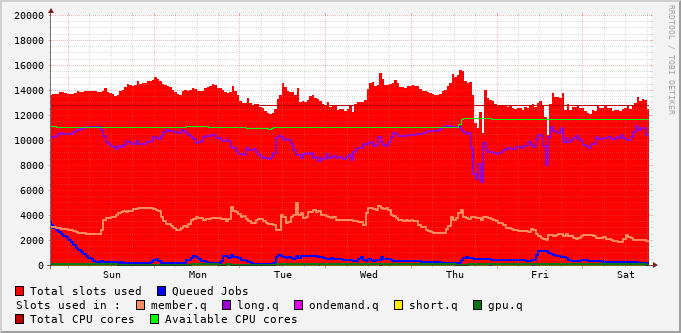 RRDTOOL / TOBI OETIKER
20000
18000
16000
14000
12000
10000
8000
6000
4000
2000
0
Sun Mon Tue Wed Thu Fri Sat
Total slots used Queued Jobs
Slots used in : member.q long.q ondemand.q short.q gpu.q
Total CPU cores Available CPU cores